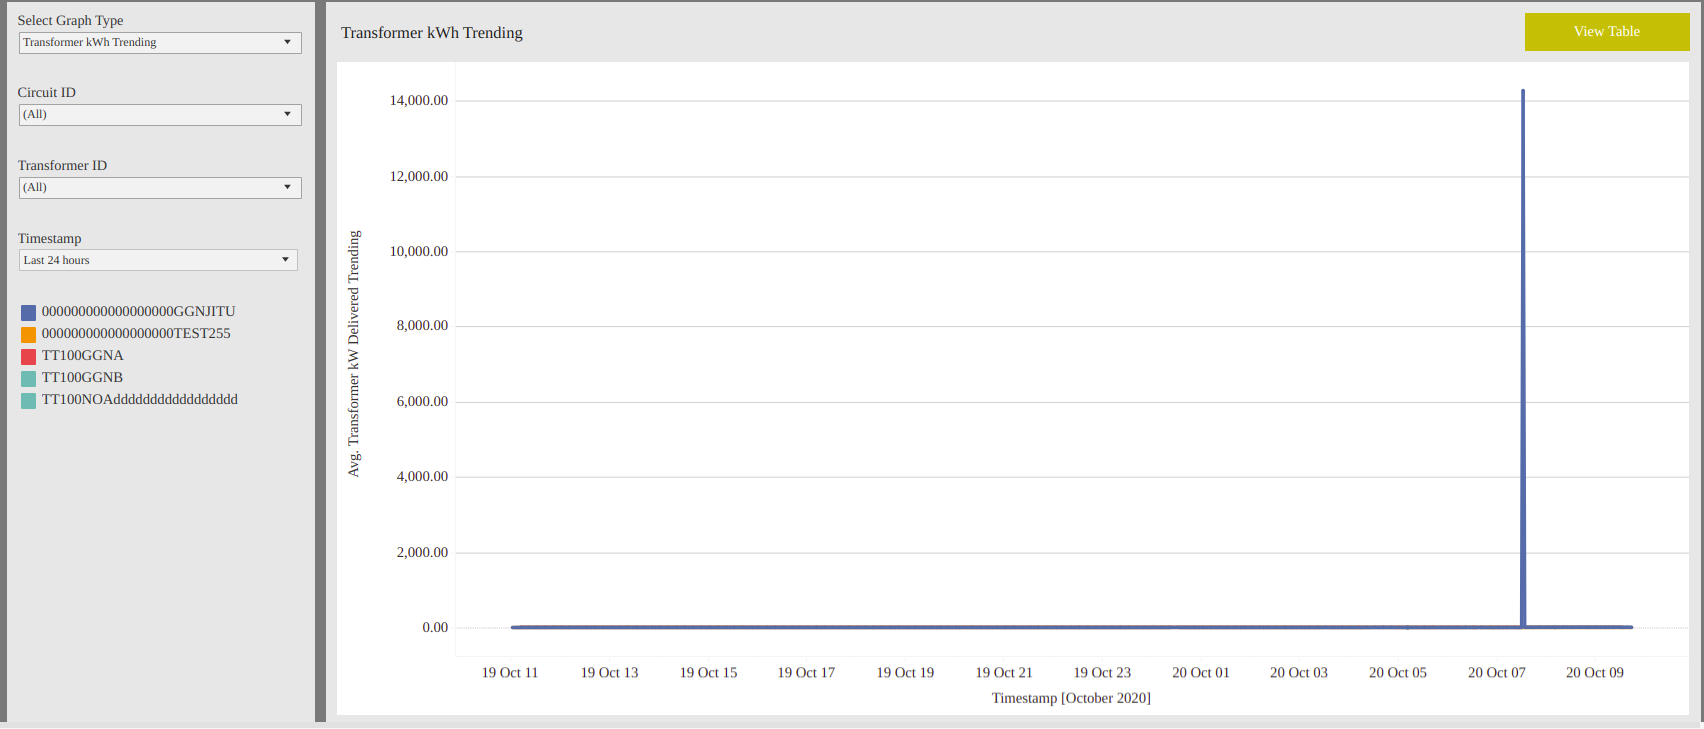 Select Graph Type
Transformer kWh Trending
Circuit ID
(All)
Transformer ID
(All)
Timestamp
Last 24 hours
000000000000000000GGNJITU
000000000000000000TEST255
TT100GGNA
TT100GGNB
TT100NOAddddddddddddddddd
Transformer kWh Trending
View Table
Avg. Transformer kW Delivered Trending
14,000.00
12,000.00
10,000.00
8,000.00
6,000.00
4,000.00
2,000.00
0.00
19 Oct 11 19 Oct 13 19 Oct 15 19 Oct 17 19 Oct 19 19 Oct 21 19 Oct 23 20 Oct 01 20 Oct 03 20 Oct 05 20 Oct 07 20 Oct 09
Timestamp [October 2020]